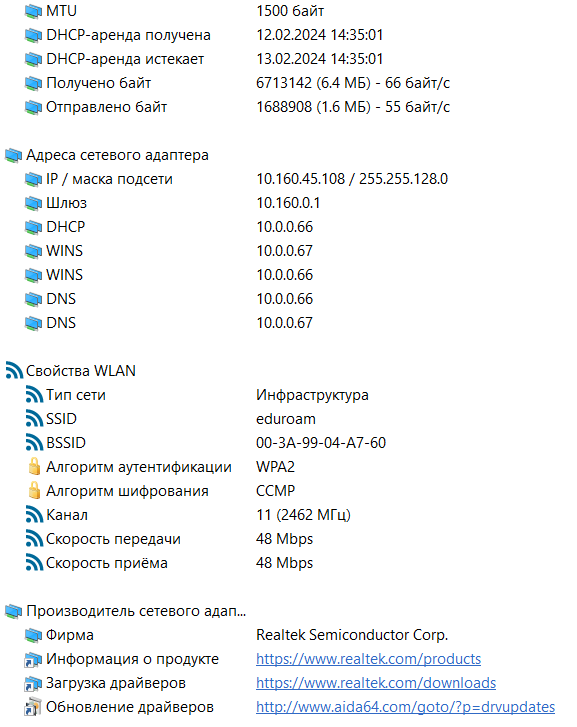 MTU 1500 байт
DHCP-аренда получена 12.02.2024 14:35:01
DHCP-аренда истекает 13.02.2024 14:35:01
Получено байт 6713142 (6.4 МБ) - 66 байт/с
Отправлено байт 1688908 (1.6 МБ) - 55 байт/с
Адреса сетевого адаптера
IP / маска подсети 10.160.45.108 / 255.255.128.0
Шлюз 10.160.0.1
DHCP 10.0.0.66
WINS 10.0.0.67
WINS 10.0.0.66
DNS 10.0.0.66
DNS 10.0.0.67
Свойства WLAN
Тип сети Инфраструктура
SSID eduroam
BSSID 00-3A-99-04-A7-60
Алгоритм аутентификации WPA2
Алгоритм шифрования CCMP
Канал 11 (2462 МГц)
Скорость передачи 48 Mbps
Скорость приёма 48 Mbps
Производитель сетевого адап...
Фирма Realtek Semiconductor Corp.
Информация о продукте https://www.realtek.com/products
Загрузка драйверов https://www.realtek.com/downloads
Обновление драйверов http://www.aida64.com/goto/?p=drvupdates